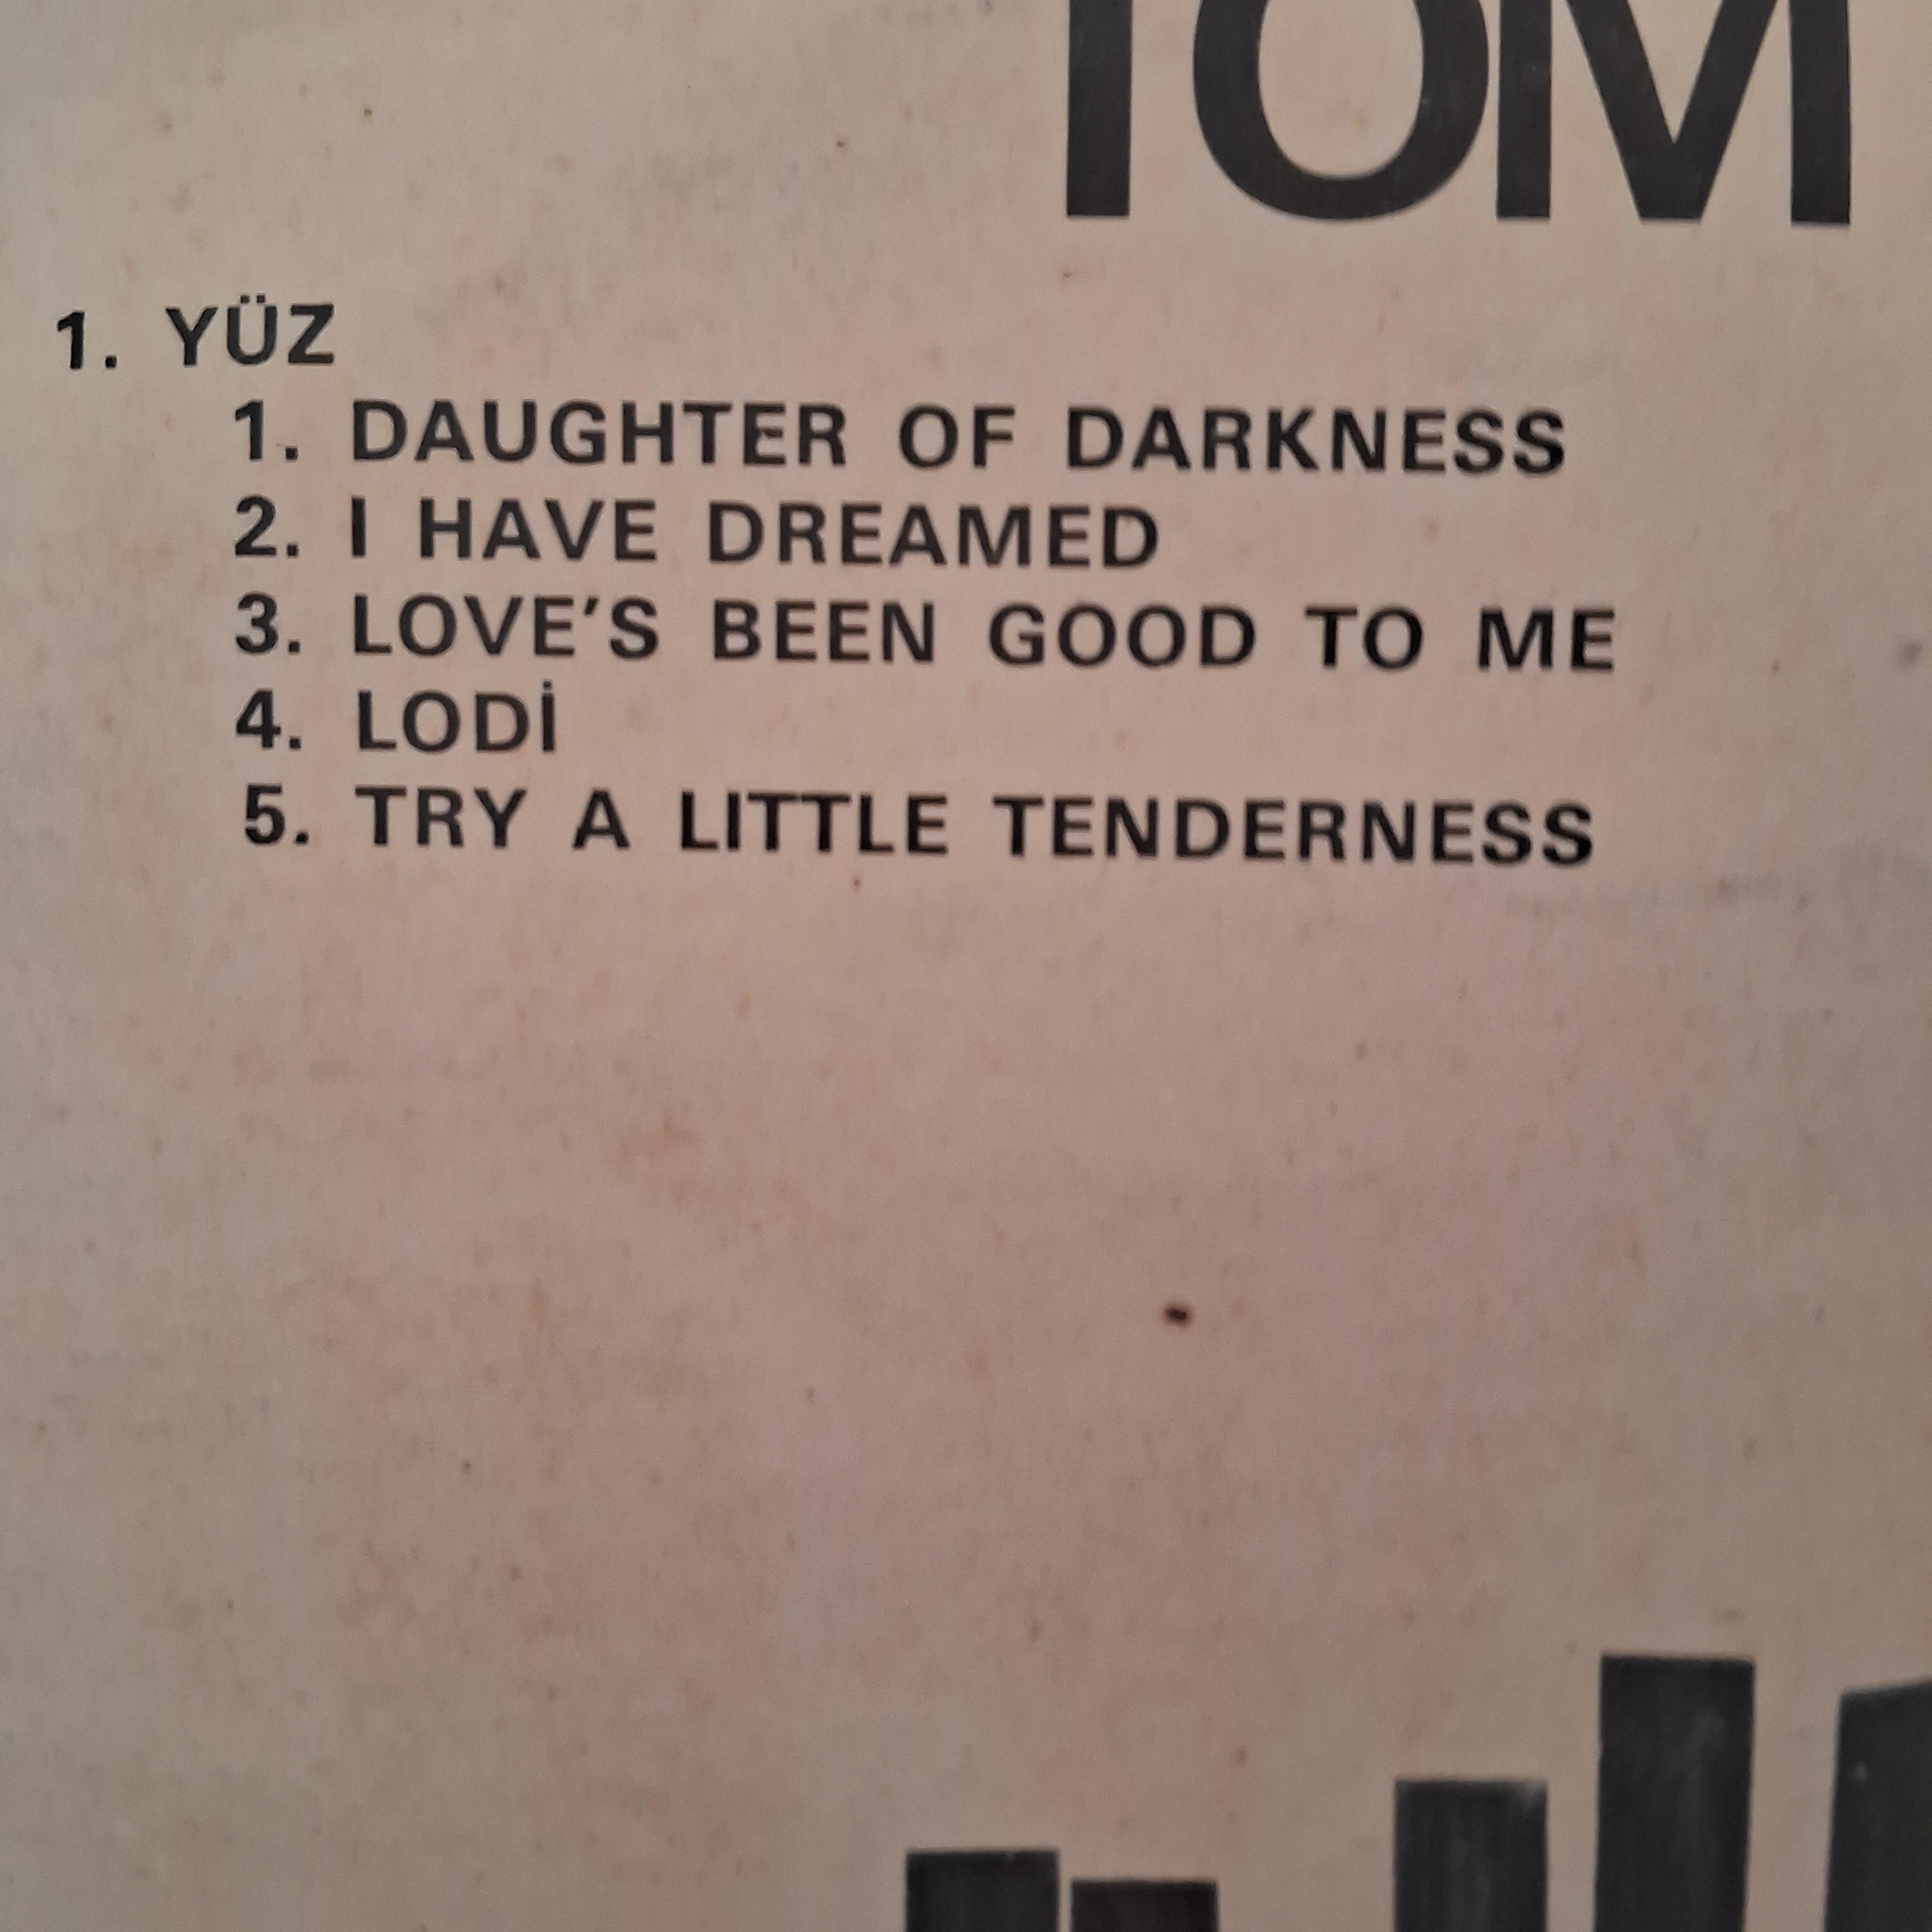 TOM
1. YÜZ
1. DAUGHTER OF DARKNESS
2. I HAVE DREAMED
3. LOVE'S BEEN GOOD TO ME
4. LODİ
5. TRY A LITTLE TENDERNESS